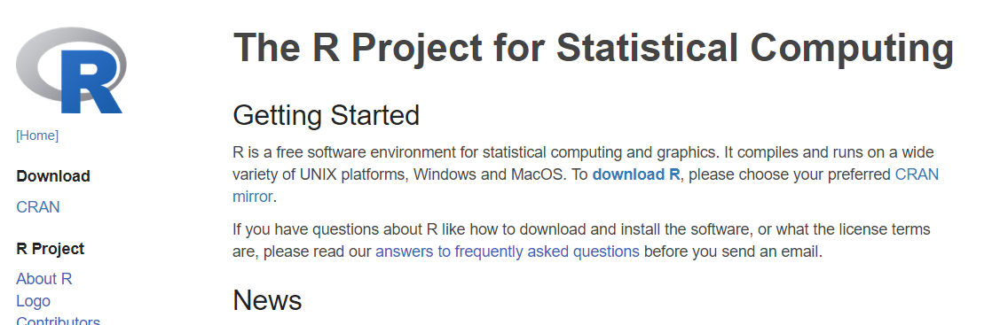 R
[Home]
Download
CRAN
R Project
About R
Logo
Contributors
The R Project for Statistical Computing
Getting Started
R is a free software environment for statistical computing and graphics. It compiles and runs on a wide
variety of UNIX platforms, Windows and MacOS. To download R, please choose your preferred CRAN
mirror.
If you have questions about R like how to download and install the software, or what the license terms
are, please read our answers to frequently asked questions before you send an email.
News